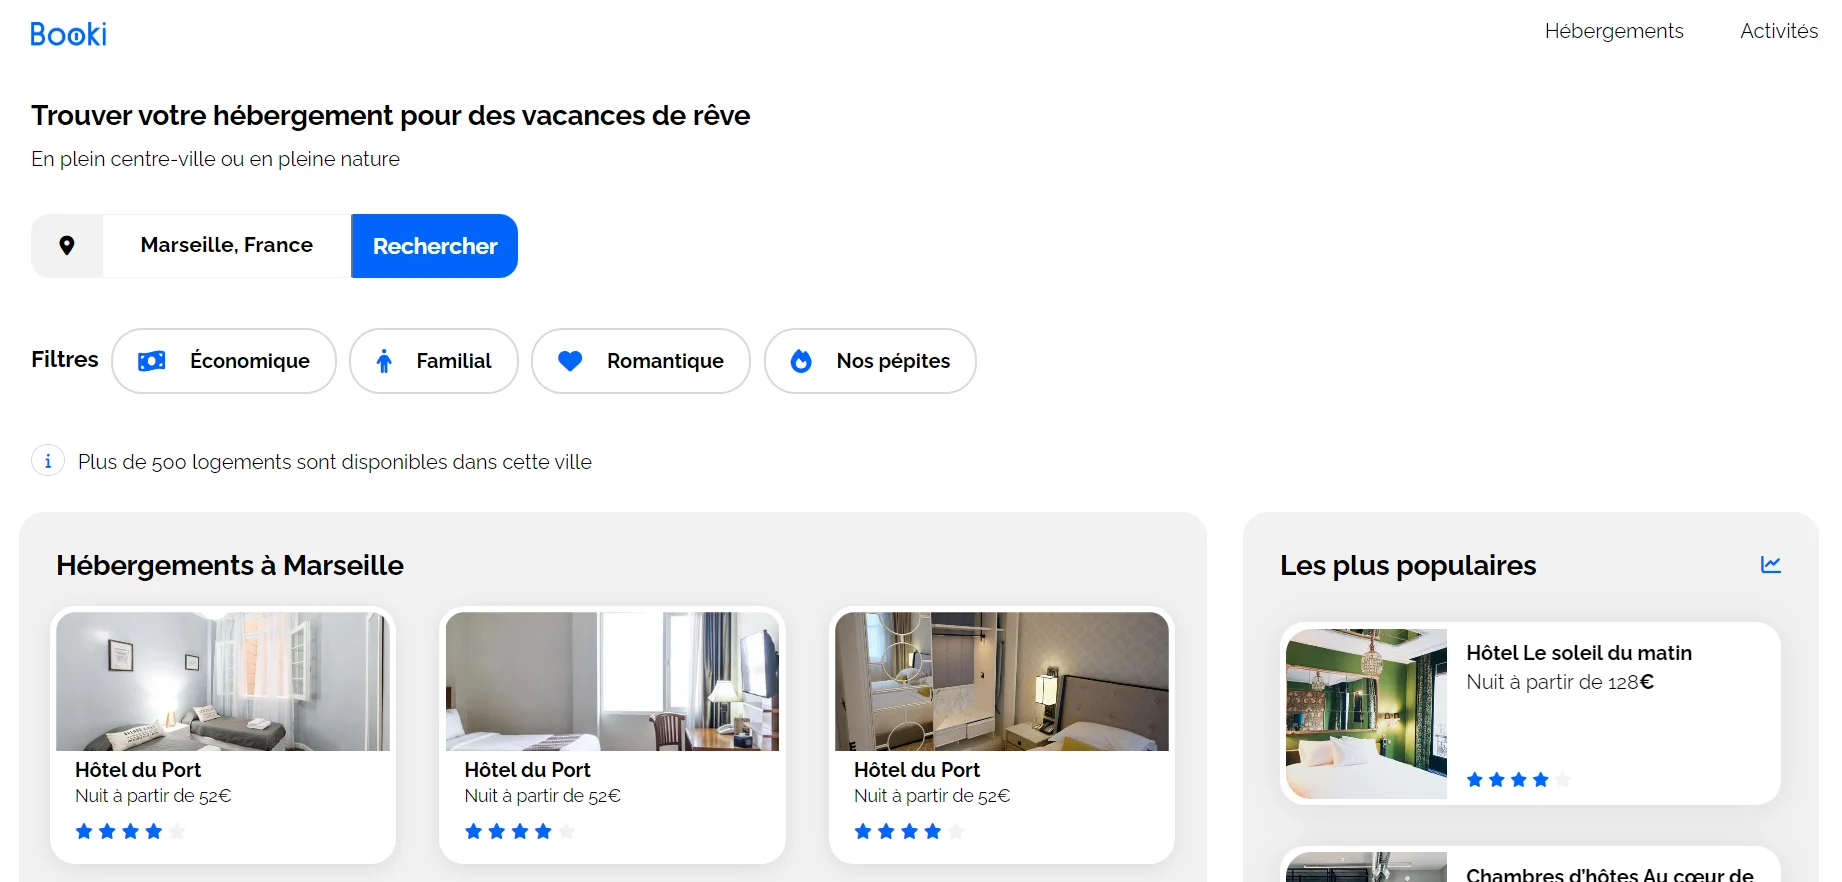 Booki
Hébergements
Activités
Trouver votre hébergement pour des vacances de rêve
En plein centre-ville ou en pleine nature
Marseille, France
Rechercher
Filtres
Économique
Familial
Romantique
Nos pépites
Plus de 500 logements sont disponibles dans cette ville
Hébergements à Marseille
Hôtel du Port
Nuit à partir de 52€
Hôtel du Port
Nuit à partir de 52€
Hôtel du Port
Nuit à partir de 52€
Les plus populaires
Hôtel Le soleil du matin
Nuit à partir de 128€
Chambres d'hôtes Au cœur de